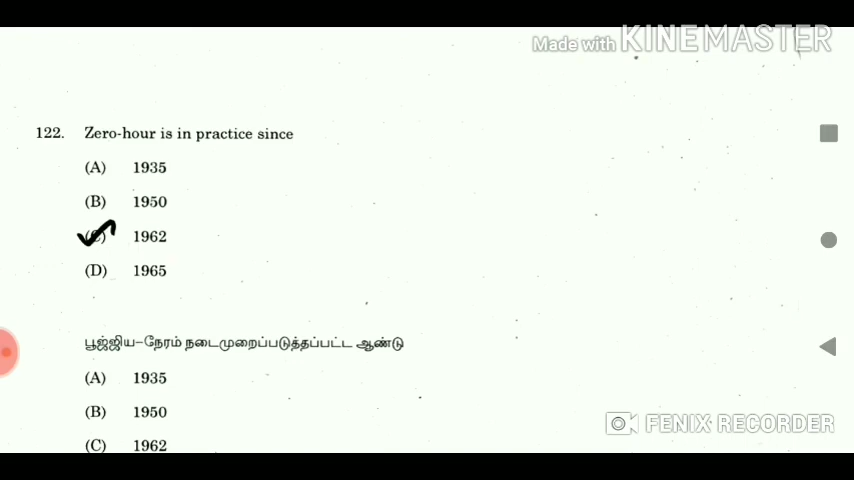 Made with KINEMASTER
122. Zero-hour is in practice since
(A) 1935
(B) 1950
(C) 1962
(D) 1965
பூஜ்ஜிய-நேரம் நடைமுறைப்படுத்தப்பட்ட ஆண்டு
(A) 1935
(B) 1950
FENIX RECORDER
(C) 1962